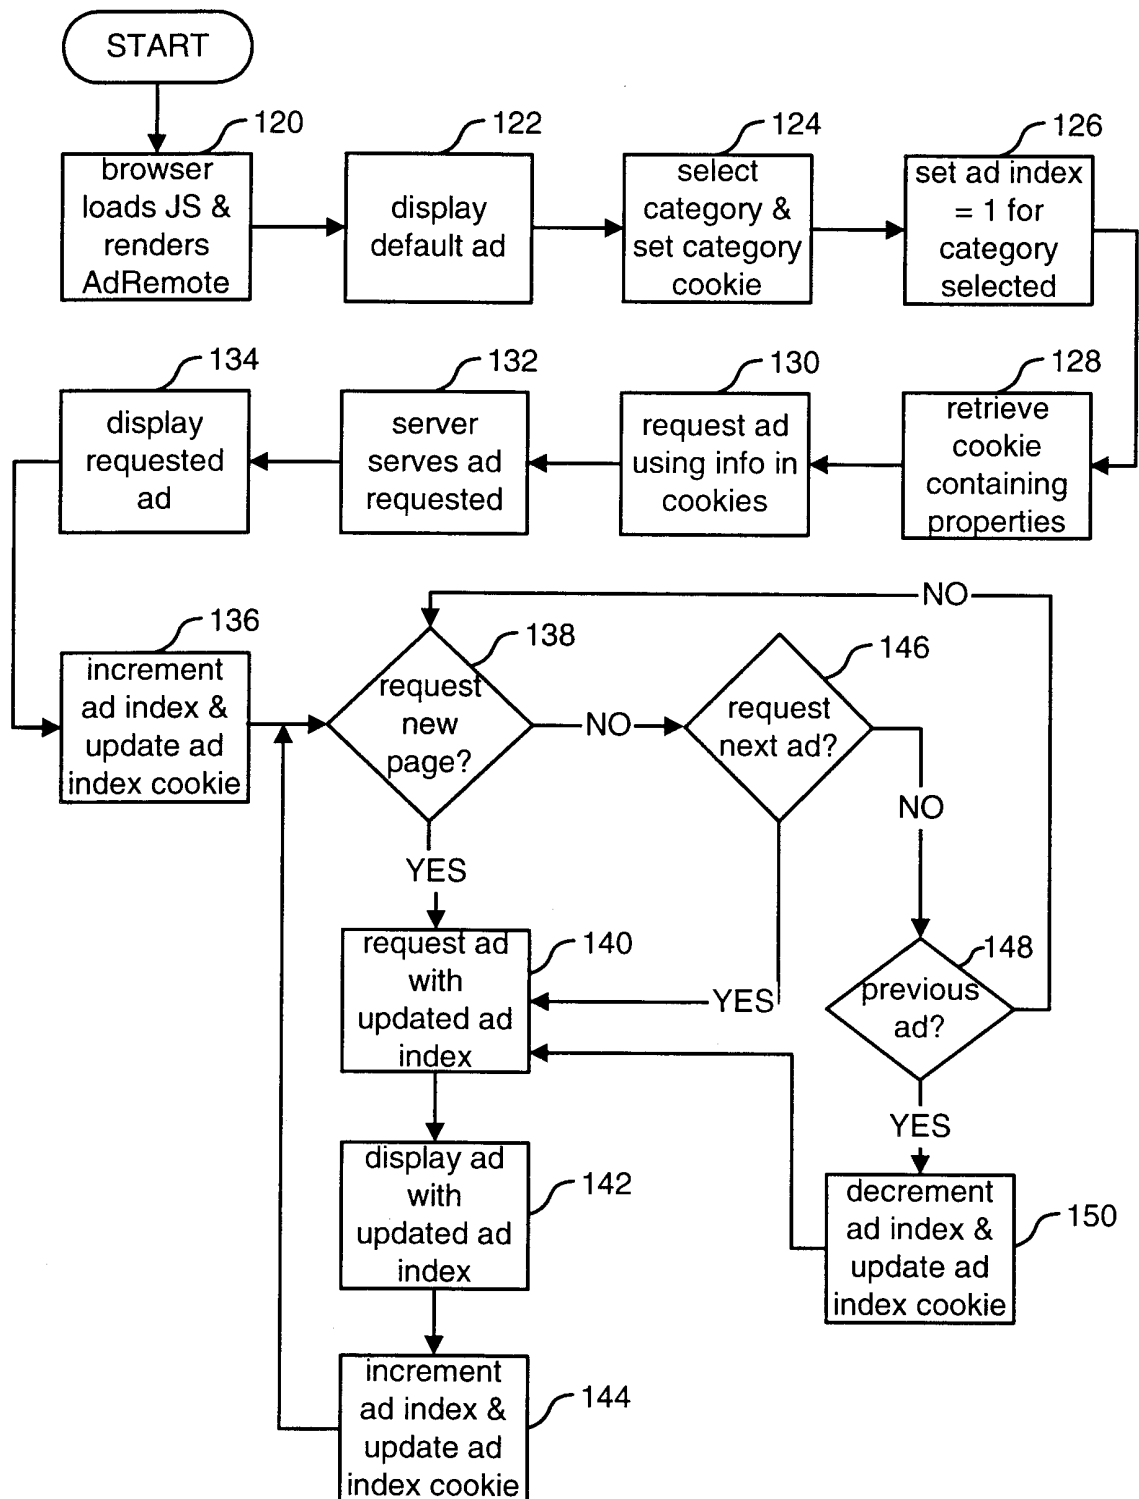 START
120
browser
loads JS &
renders
AdRemote
122
display
default ad
124
select
category &
set category
cookie
126
set ad index
= 1 for
category
selected
134
display
requested
ad
132
server
serves ad
requested
130
request ad
using info in
cookies
128
retrieve
cookie
containing
properties
136
increment
ad index &
update ad
index cookie
NO
138
request
new
page?
NO
146
request
next ad?
NO
YES
140
request ad
with
updated ad
index
YES
148
previous
ad?
YES
142
display ad
with
updated ad
index
150
decrement
ad index &
update ad
index cookie
144
increment
ad index &
update ad
index cookie